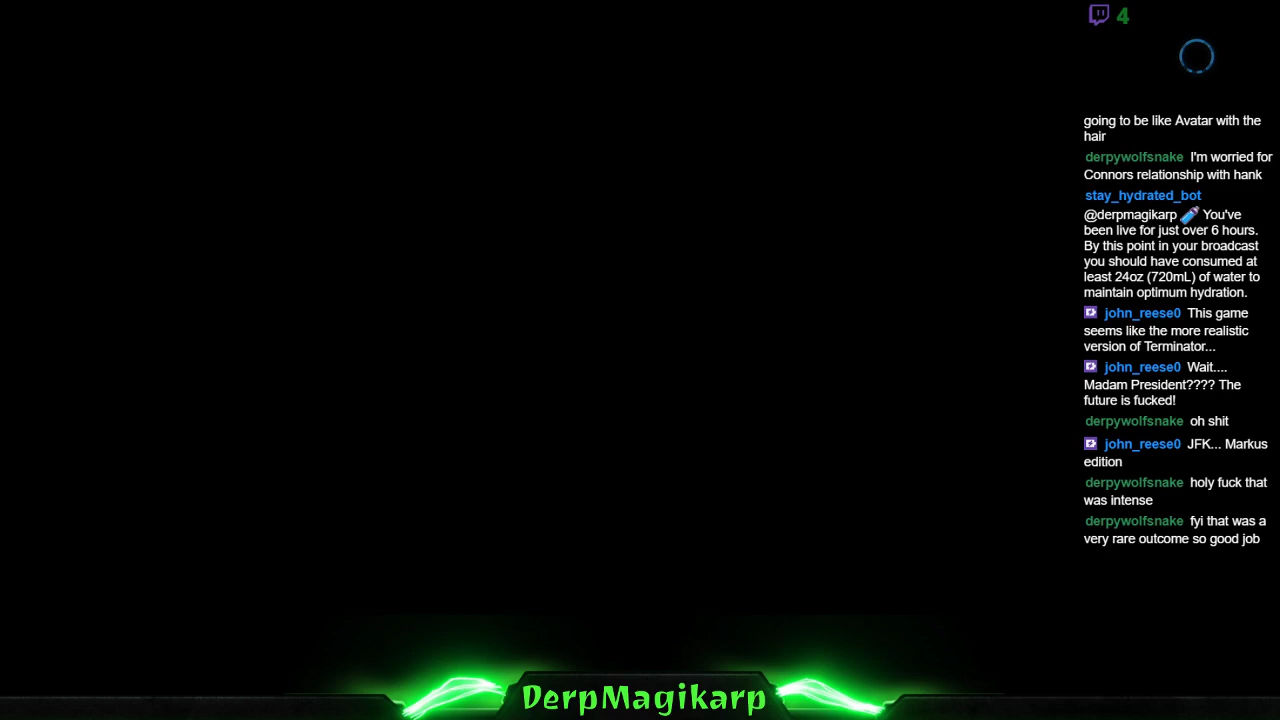 4
going to be like Avatar with the
hair
derpywolfsnake I'm worried for
Connors relationship with hank
stay_hydrated_bot
@derpmagikarp You've
been live for just over 6 hours.
By this point in your broadcast
you should have consumed at
least 24oz (720mL) of water to
maintain optimum hydration.
john_reese0 This game
seems like the more realistic
version of Terminator...
john_reese0 Wait....
Madam President???? The
future is fucked!
derpywolfsnake oh shit
john_reese0 JFK... Markus
edition
derpywolfsnake holy fuck that
was intense
derpywolfsnake fyi that was a
very rare outcome so good job
DerpMagikarp